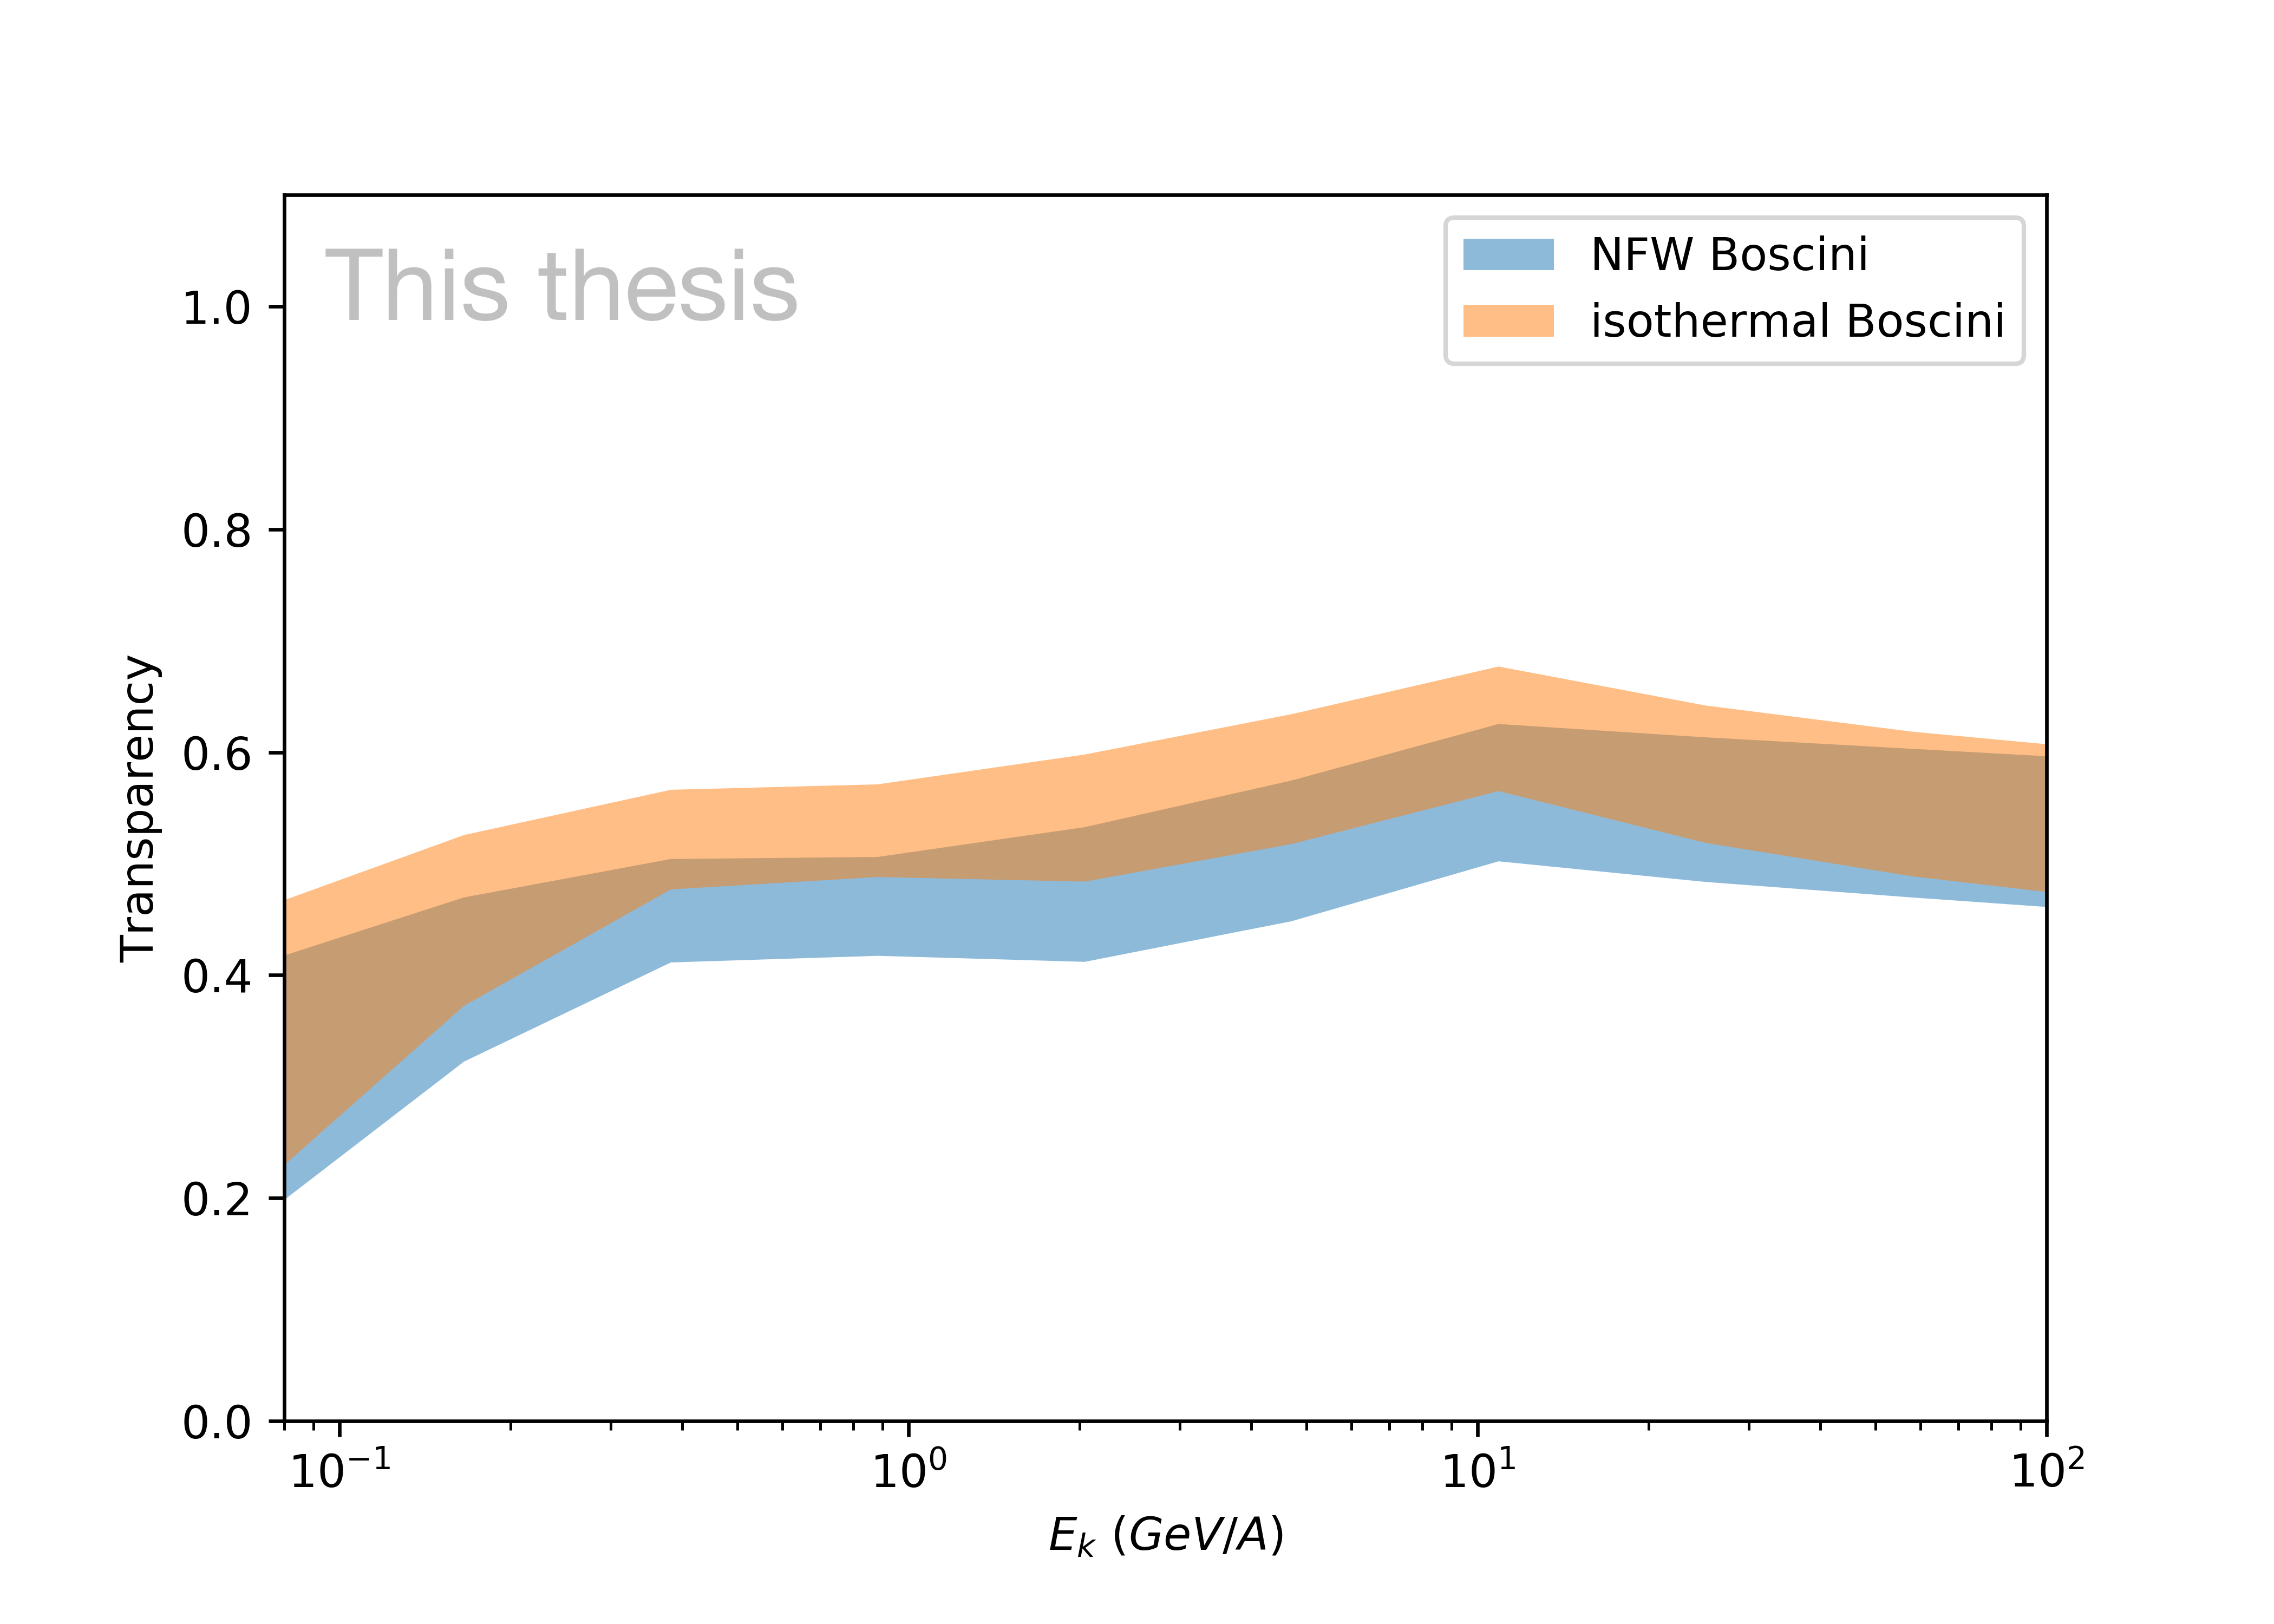 This thesis
NFW Boscini
isothermal Boscini
1.0
0.8
0.6
0.4
0.2
0.0
Transparency
10⁻¹
10⁰
10¹
10²
Eₖ (GeV/A)